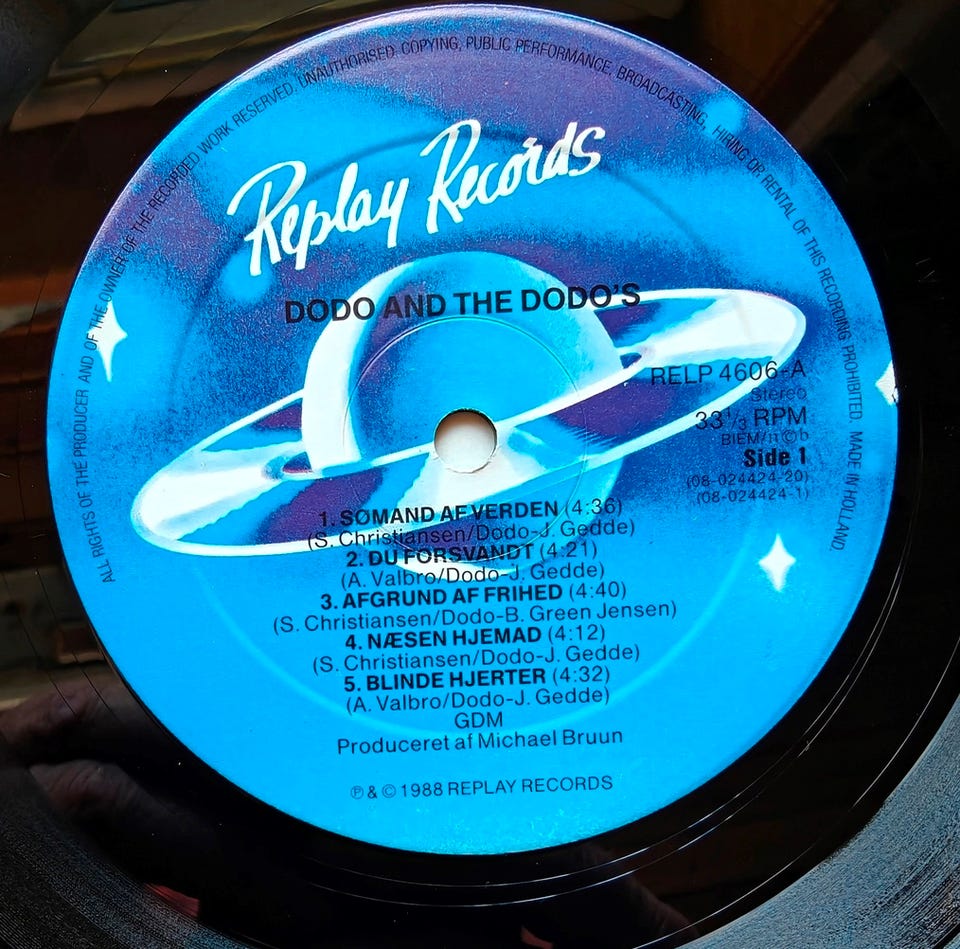 ALL RIGHTS OF THE PRODUCER AND OF THE OWNER OF THE RECORDED WORK RESERVED. UNAUTHORISED COPYING, PUBLIC PERFORMANCE, BROADCASTING, HIRING OR RENTAL OF THIS RECORDING PROHIBITED. MADE IN HOLLAND.
Replay Records
DODO AND THE DODO'S
RELP 4606-A
Stereo
33 1/3 RPM
BIEM/n©b
Side 1
(08-024424-20)
(08-024424-1)
1. SØMAND AF VERDEN (4:36)
(S. Christiansen/Dodo-J. Gedde)
2. DU FORSVANDT (4:21)
(A. Valbro/Dodo-J. Gedde)
3. AFGRUND AF FRIHED (4:40)
(S. Christiansen/Dodo-B. Green Jensen)
4. NÆSEN HJEMAD (4:12)
(S. Christiansen/Dodo-J. Gedde)
5. BLINDE HJERTER (4:32)
(A. Valbro/Dodo-J. Gedde)
GDM
Produceret af Michael Bruun
℗ & © 1988 REPLAY RECORDS